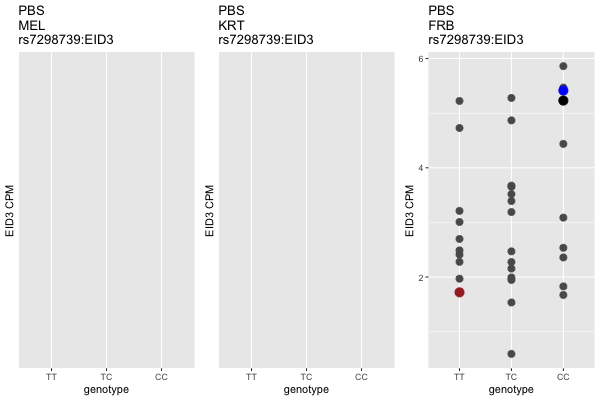 PBS
MEL
rs7298739:EID3
EID3 CPM
TT TC CC
genotype
PBS
KRT
rs7298739:EID3
EID3 CPM
TT TC CC
genotype
PBS
FRB
rs7298739:EID3
6
4
2
EID3 CPM
TT TC CC
genotype